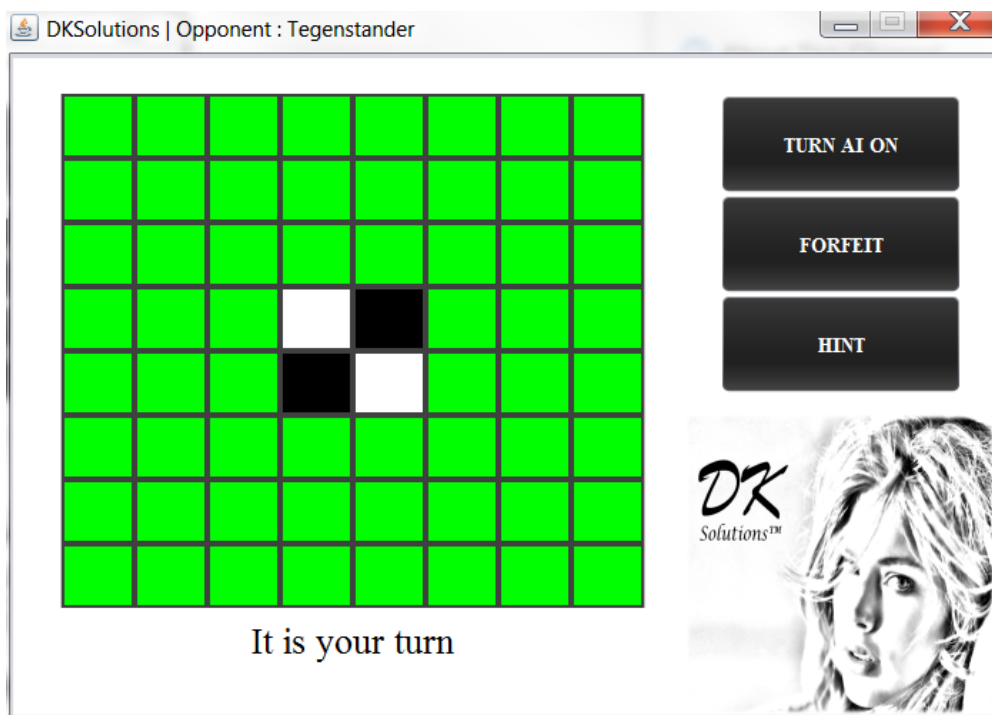 DKSolutions | Opponent : Tegenstander
TURN AI ON
FORFEIT
HINT
DK
Solutions™
It is your turn